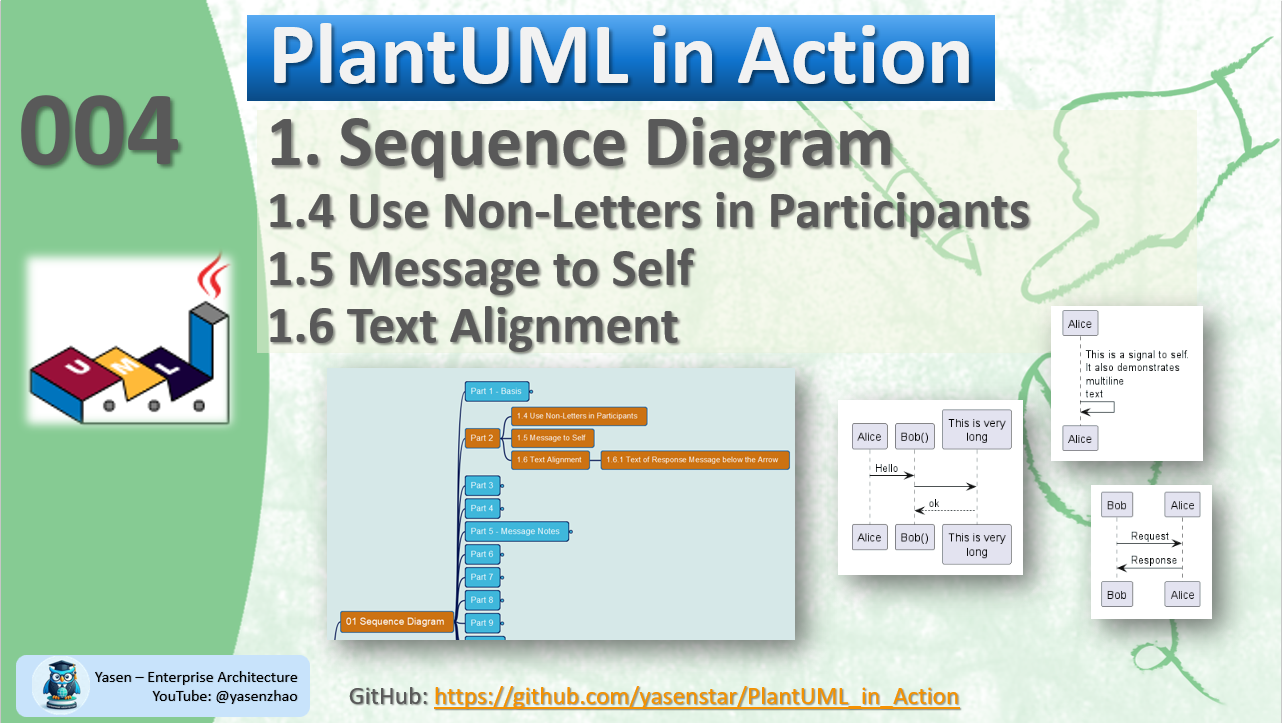 PlantUML in Action
004
1. Sequence Diagram
1.4 Use Non-Letters in Participants
1.5 Message to Self
1.6 Text Alignment
UML
Part 1 - Basis
1.4 Use Non-Letters in Participants
Part 2
1.5 Message to Self
1.6 Text Alignment
1.6.1 Text of Response Message below the Arrow
Part 3
Part 4
Part 5 - Message Notes
Part 6
Part 7
Part 8
Part 9
01 Sequence Diagram
Alice
Bob()
This is very
long
Hello
ok
Alice
Bob()
This is very
long
Alice
This is a signal to self.
It also demonstrates
multiline
text
Alice
Bob
Alice
Request
Response
Bob
Alice
Yasen – Enterprise Architecture
YouTube: @yasenzhao
GitHub: https://github.com/yasenstar/PlantUML_in_Action